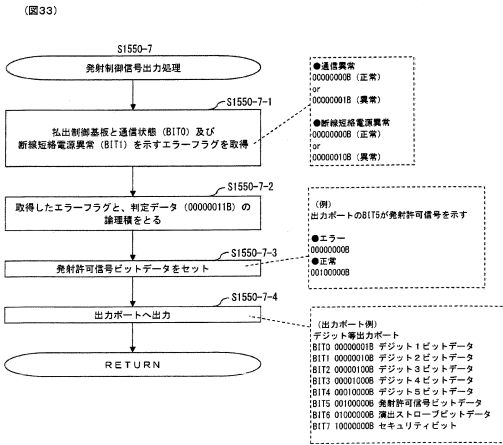 (図33)
S1550-7
発射制御信号出力処理
S1550-7-1
払出制御基板と通信状態（BIT0）及び
断線短絡電源異常（BIT1）を示すエラーフラグを取得
●通信異常
00000000B（正常）
or
00000001B（異常）
●断線短絡電源異常
00000000B（正常）
or
00000010B（異常）
S1550-7-2
取得したエラーフラグと、判定データ（00000011B）の
論理積をとる
（例）
出力ポートのBIT5が発射許可信号を示す
●エラー
00000000B
●正常
00100000B
S1550-7-3
発射許可信号ビットデータをセット
S1550-7-4
出力ポートへ出力
（出力ポート例）
デジット等出力ポート
BIT0 00000001B デジット1ビットデータ
BIT1 00000010B デジット2ビットデータ
BIT2 00000100B デジット3ビットデータ
BIT3 00001000B デジット4ビットデータ
BIT4 00010000B デジット5ビットデータ
BIT5 00100000B 発射許可信号ビットデータ
BIT6 01000000B 演出ストローブビットデータ
BIT7 10000000B セキュリティビット
RETURN